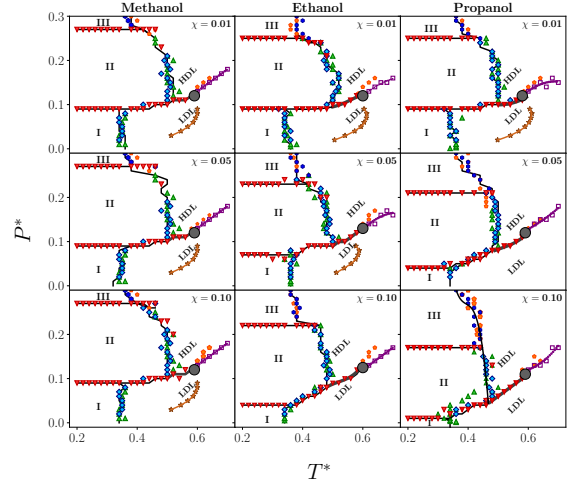 Methanol Ethanol Propanol
0.3 III χ = 0.01 III χ = 0.01 III χ = 0.01
0.2
II HDL II HDL II HDL
0.1
LDL LDL LDL
I I I
0.0
III χ = 0.05 III χ = 0.05 III χ = 0.05
0.2
II HDL II HDL II HDL
0.1
LDL LDL LDL
I I I
0.0
III χ = 0.10 III χ = 0.10 III χ = 0.10
0.2
II HDL II HDL II HDL
0.1
LDL LDL LDL
I I I
0.0
0.2 0.4 0.6 0.2 0.4 0.6 0.2 0.4 0.6
P*
T*